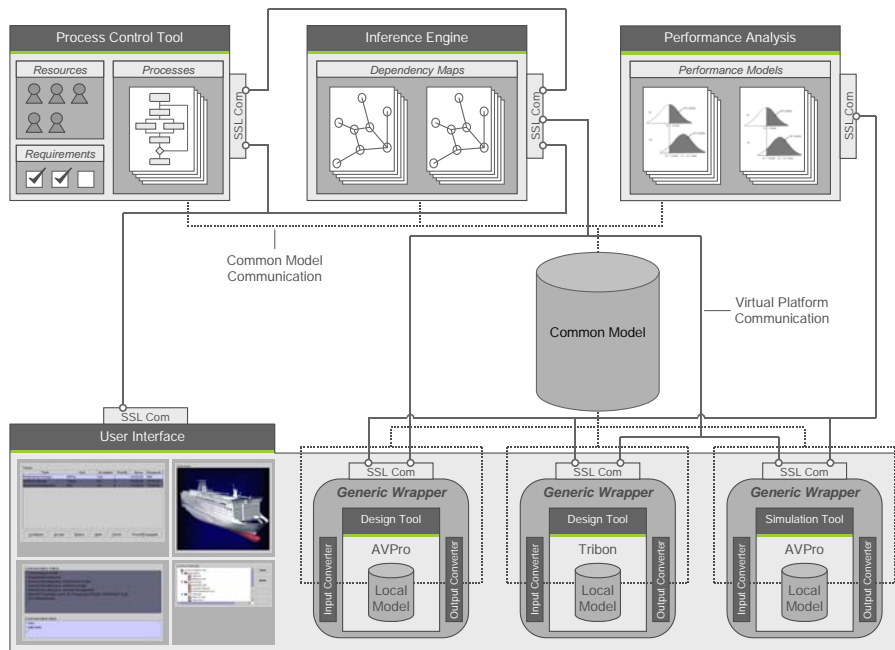 Process Control Tool
Inference Engine
Performance Analysis
Resources
Processes
Dependency Maps
Performance Models
SSL Com
SSL Com
SSL Com
Requirements
Common Model
Communication
Common Model
Virtual Platform
Communication
SSL Com
User Interface
SSL Com
SSL Com
SSL Com
Generic Wrapper
Generic Wrapper
Generic Wrapper
Design Tool
Design Tool
Simulation Tool
AVPro
Tribon
AVPro
Input Converter
Output Converter
Input Converter
Output Converter
Input Converter
Output Converter
Local
Model
Local
Model
Local
Model